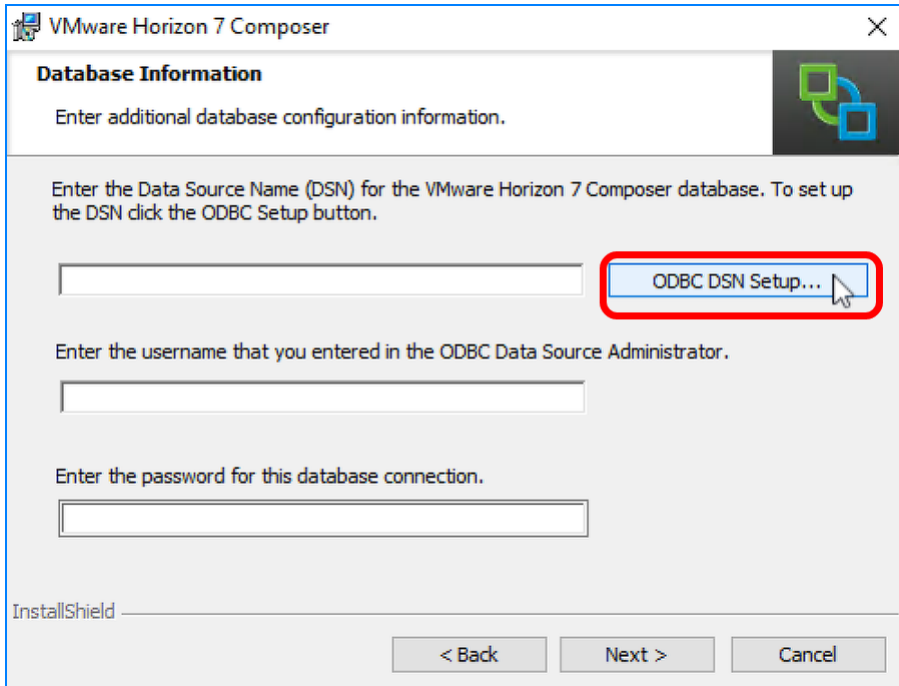 VMware Horizon 7 Composer
Database Information
Enter additional database configuration information.
Enter the Data Source Name (DSN) for the VMware Horizon 7 Composer database. To set up
the DSN click the ODBC Setup button.
ODBC DSN Setup...
Enter the username that you entered in the ODBC Data Source Administrator.
Enter the password for this database connection.
InstallShield
< Back
Next >
Cancel